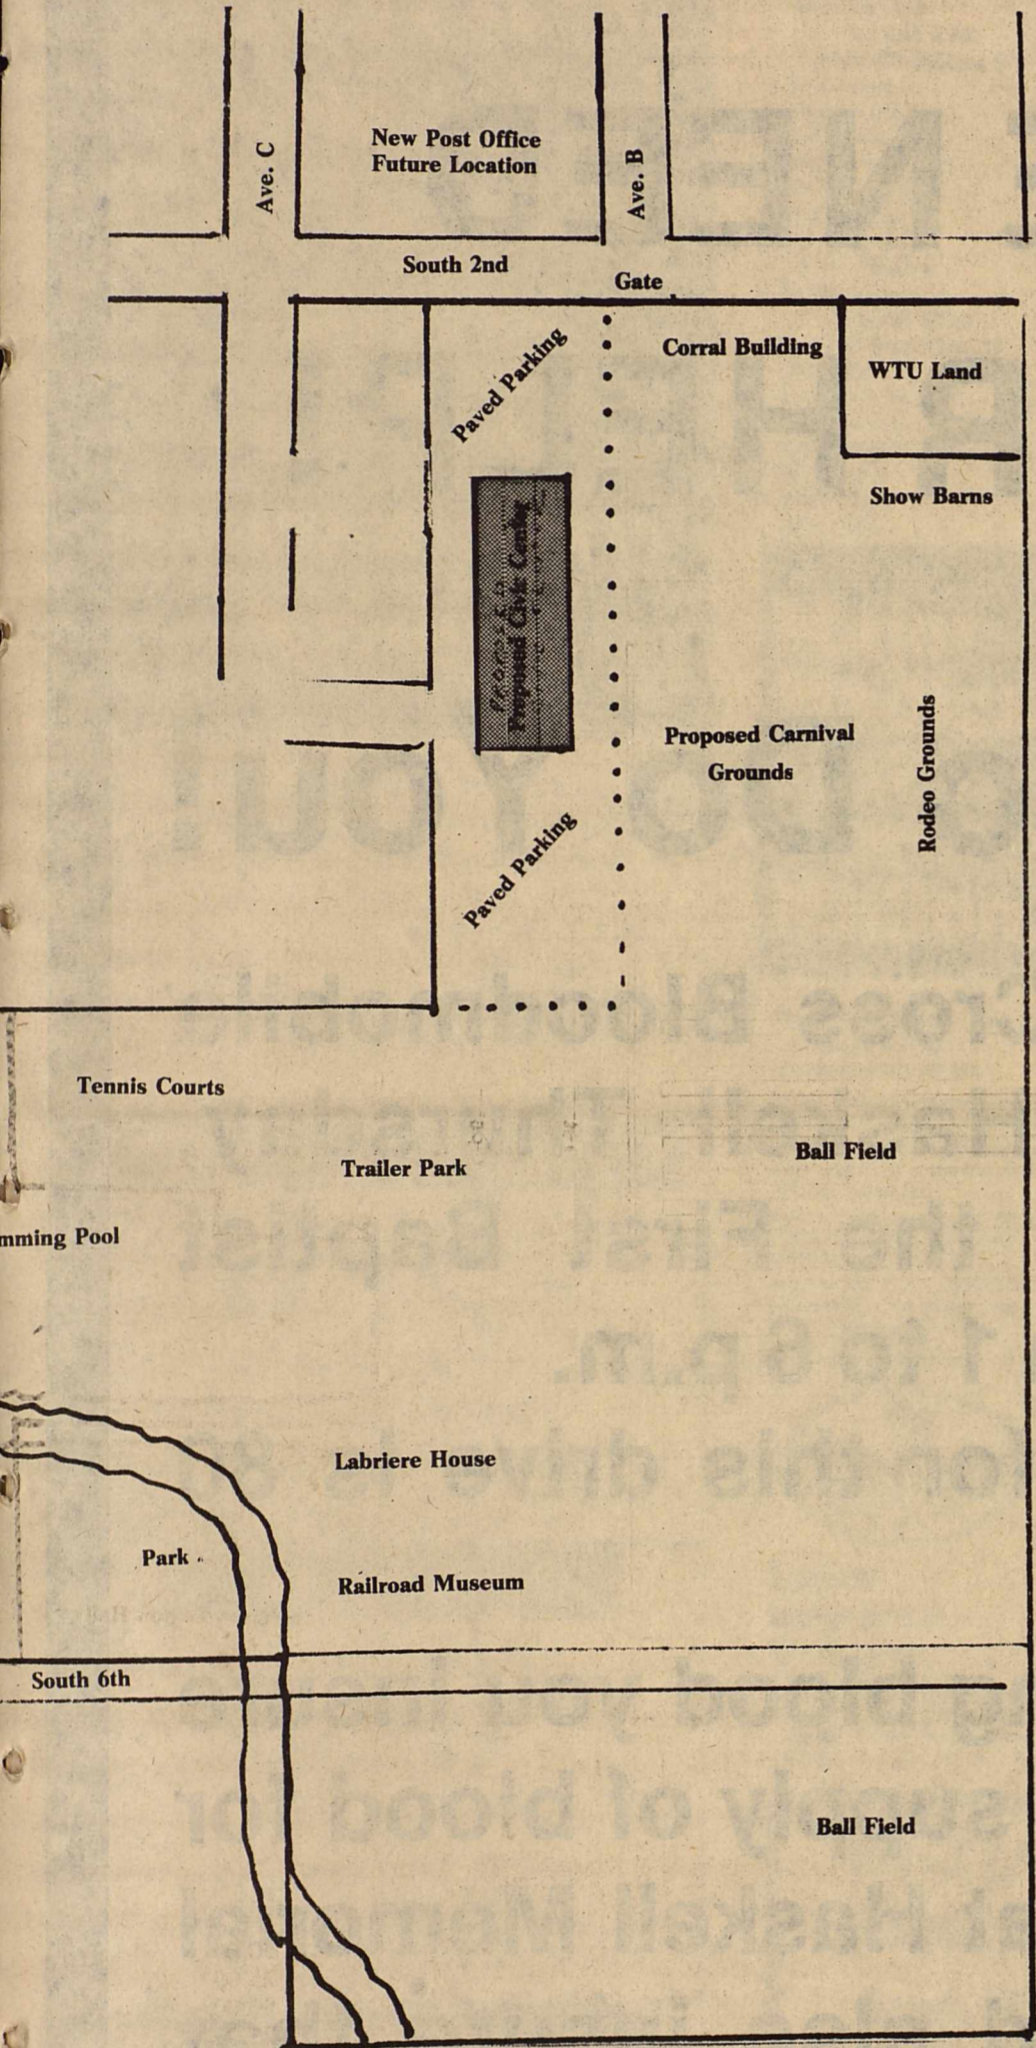 New Post Office
Future Location
Ave. C
Ave. B
South 2nd
Gate
Paved Parking
Corral Building
WTU Land
Show Barns
PROPOSED
Proposed Civic Center
Proposed Carnival
Grounds
Rodeo Grounds
Paved Parking
Tennis Courts
Ball Field
Trailer Park
mming Pool
Labriere House
Park
Railroad Museum
South 6th
Ball Field